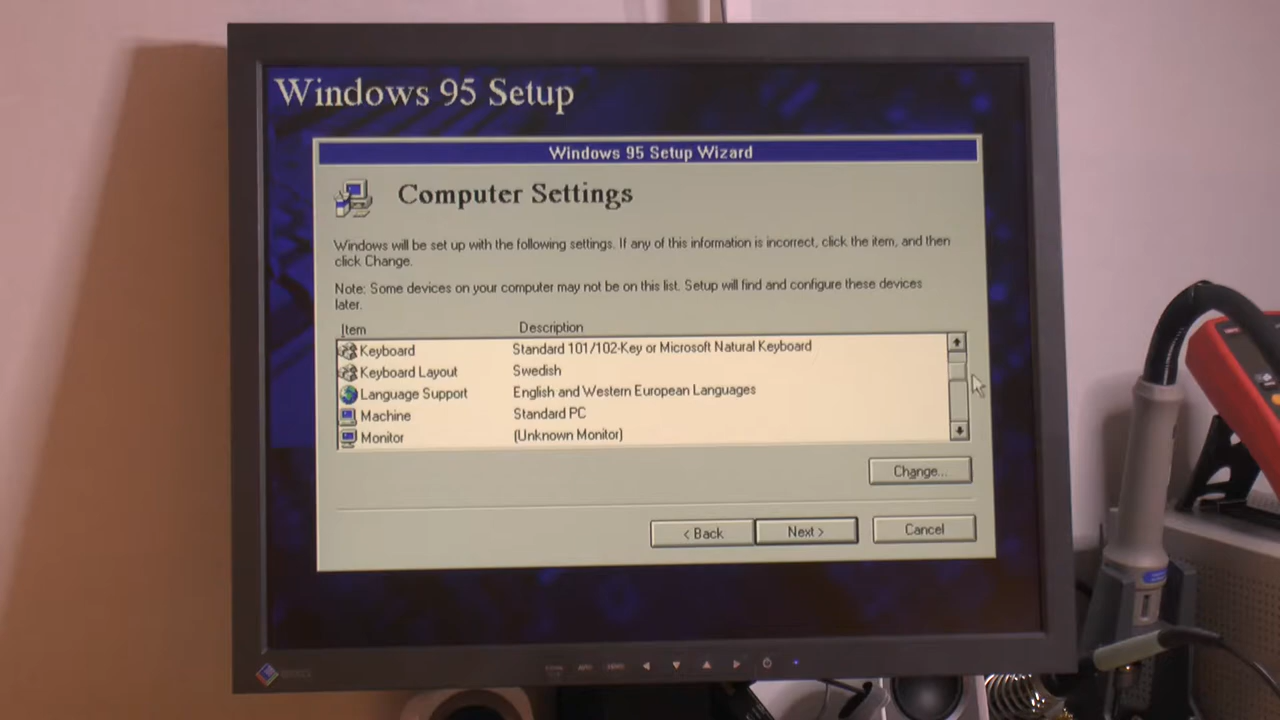 Windows 95 Setup
Windows 95 Setup Wizard
Computer Settings
Windows will be set up with the following settings. If any of this information is incorrect, click the item, and then
click Change.
Note: Some devices on your computer may not be on this list. Setup will find and configure these devices
later.
Item Description
Keyboard Standard 101/102-Key or Microsoft Natural Keyboard
Keyboard Layout Swedish
Language Support English and Western European Languages
Machine Standard PC
Monitor (Unknown Monitor)
Change...
< Back Next > Cancel